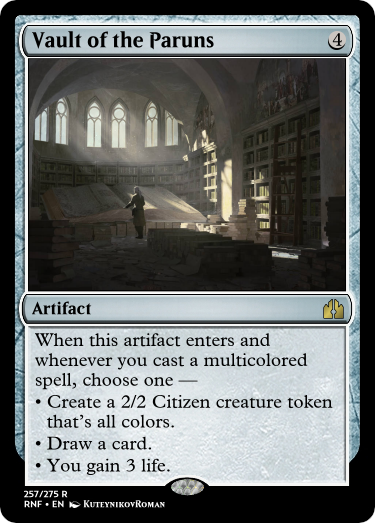 Vault of the Paruns 4
Artifact
When this artifact enters and
whenever you cast a multicolored
spell, choose one —
• Create a 2/2 Citizen creature token
that's all colors.
• Draw a card.
• You gain 3 life.
257/275 R
RNF • EN KuteynikovRoman